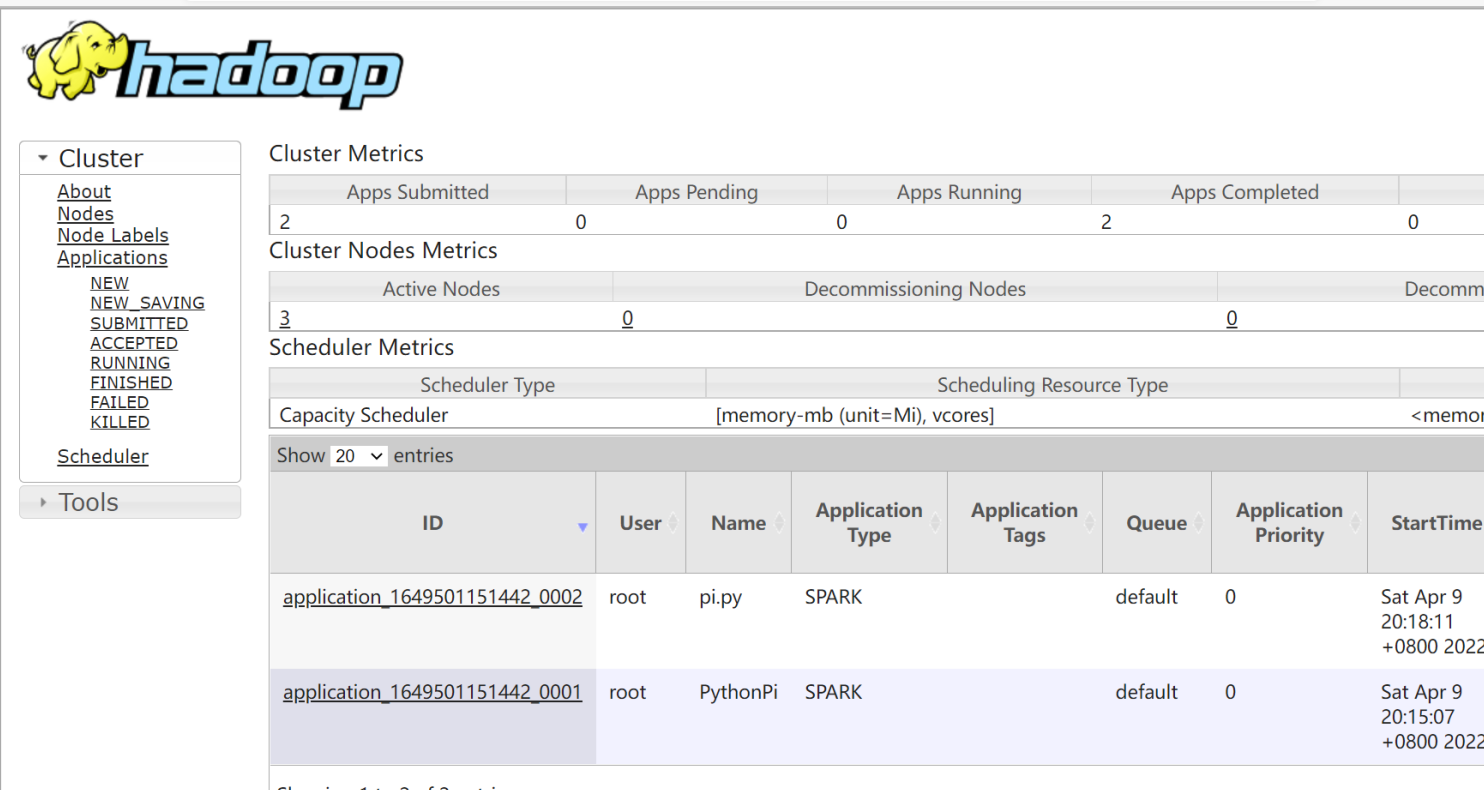 hadoop
Cluster
About
Nodes
Node Labels
Applications
NEW
NEW_SAVING
SUBMITTED
ACCEPTED
RUNNING
FINISHED
FAILED
KILLED
Scheduler
Tools
Cluster Metrics
Apps Submitted Apps Pending Apps Running Apps Completed
2 0 0 2 0
Cluster Nodes Metrics
Active Nodes Decommissioning Nodes Decomm
3 0 0
Scheduler Metrics
Scheduler Type Scheduling Resource Type
Capacity Scheduler [memory-mb (unit=Mi), vcores] <memor
Show 20 entries
ID User Name Application Type Application Tags Queue Application Priority StartTime
application_1649501151442_0002 root pi.py SPARK default 0 Sat Apr 9
20:18:11
+0800 2022
application_1649501151442_0001 root PythonPi SPARK default 0 Sat Apr 9
20:15:07
+0800 2022